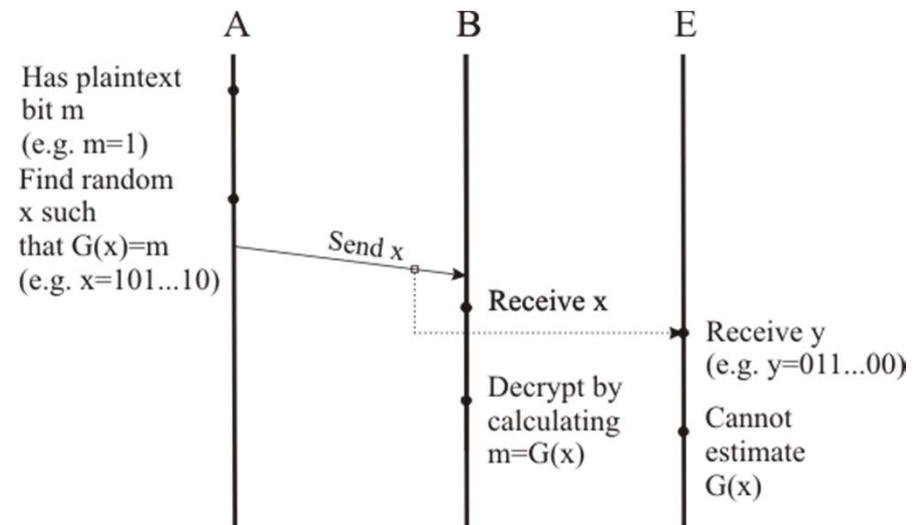 A
B
E
Has plaintext
bit m
(e.g. m=1)
Find random
x such
that G(x)=m
(e.g. x=101...10)
Send x
Receive x
Decrypt by
calculating
m=G(x)
Receive y
(e.g. y=011...00)
Cannot
estimate
G(x)